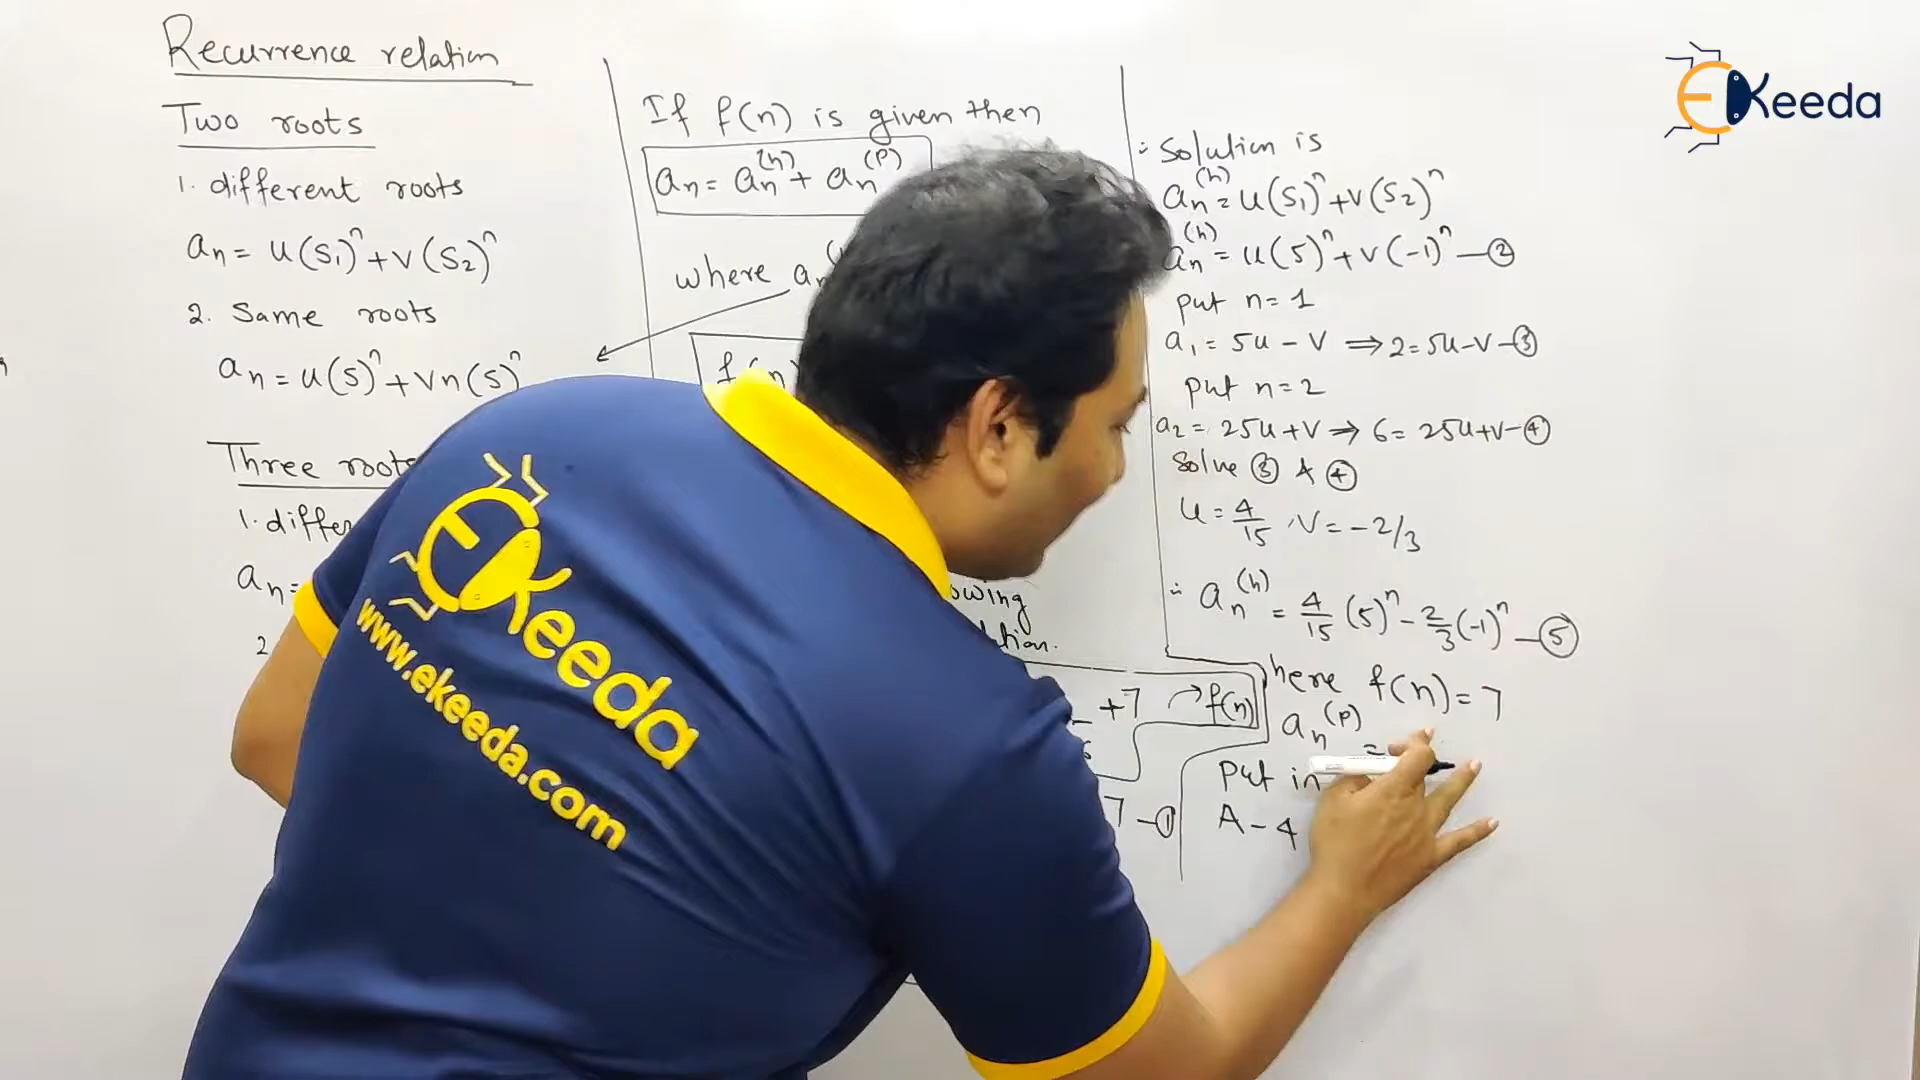 Recurrence relation
Two roots
1. different roots
an = u(s1)^n + v(s2)^n
2. Same roots
an = u(s)^n + vn(s)^n
Three roots
1. differ
an =
2
If f(n) is given then
an = an^(h) + an^(p)
where an
f(n)
owing
+7 f(n)
7 — ①
∴ Solution is
an^(h) = u(s1)^n + v(s2)^n
an^(h) = u(5)^n + v(-1)^n — ②
put n = 1
a1 = 5u - v ⇒ 2 = 5u-v — ③
put n = 2
a2 = 25u + v ⇒ 6 = 25u+v — ④
Solve ③ & ④
u = 4/15, v = -2/3
∴ an^(h) = 4/15 (5)^n - 2/3 (-1)^n — ⑤
here f(n) = 7
an^(p) =
put in
A - 4
Ekeeda
Ekeeda
www.ekeeda.com